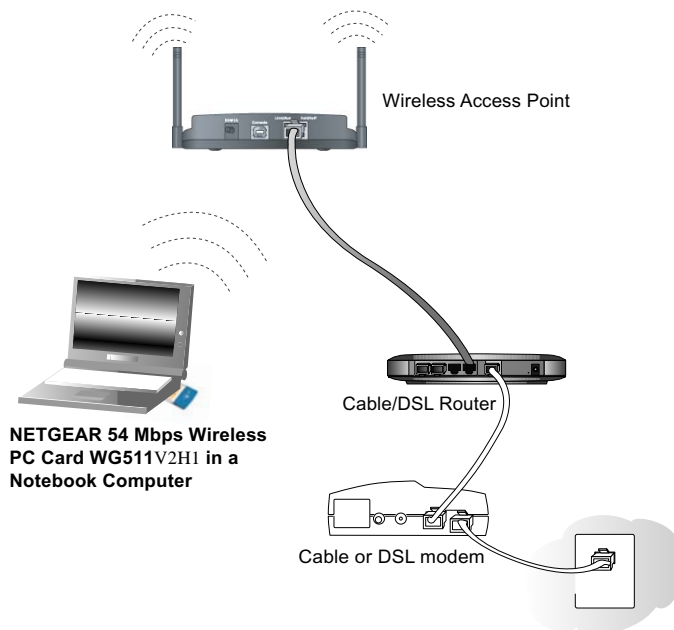 Wireless Access Point
Console
Cable/DSL Router
NETGEAR 54 Mbps Wireless
PC Card WG511V2H1 in a
Notebook Computer
Cable or DSL modem